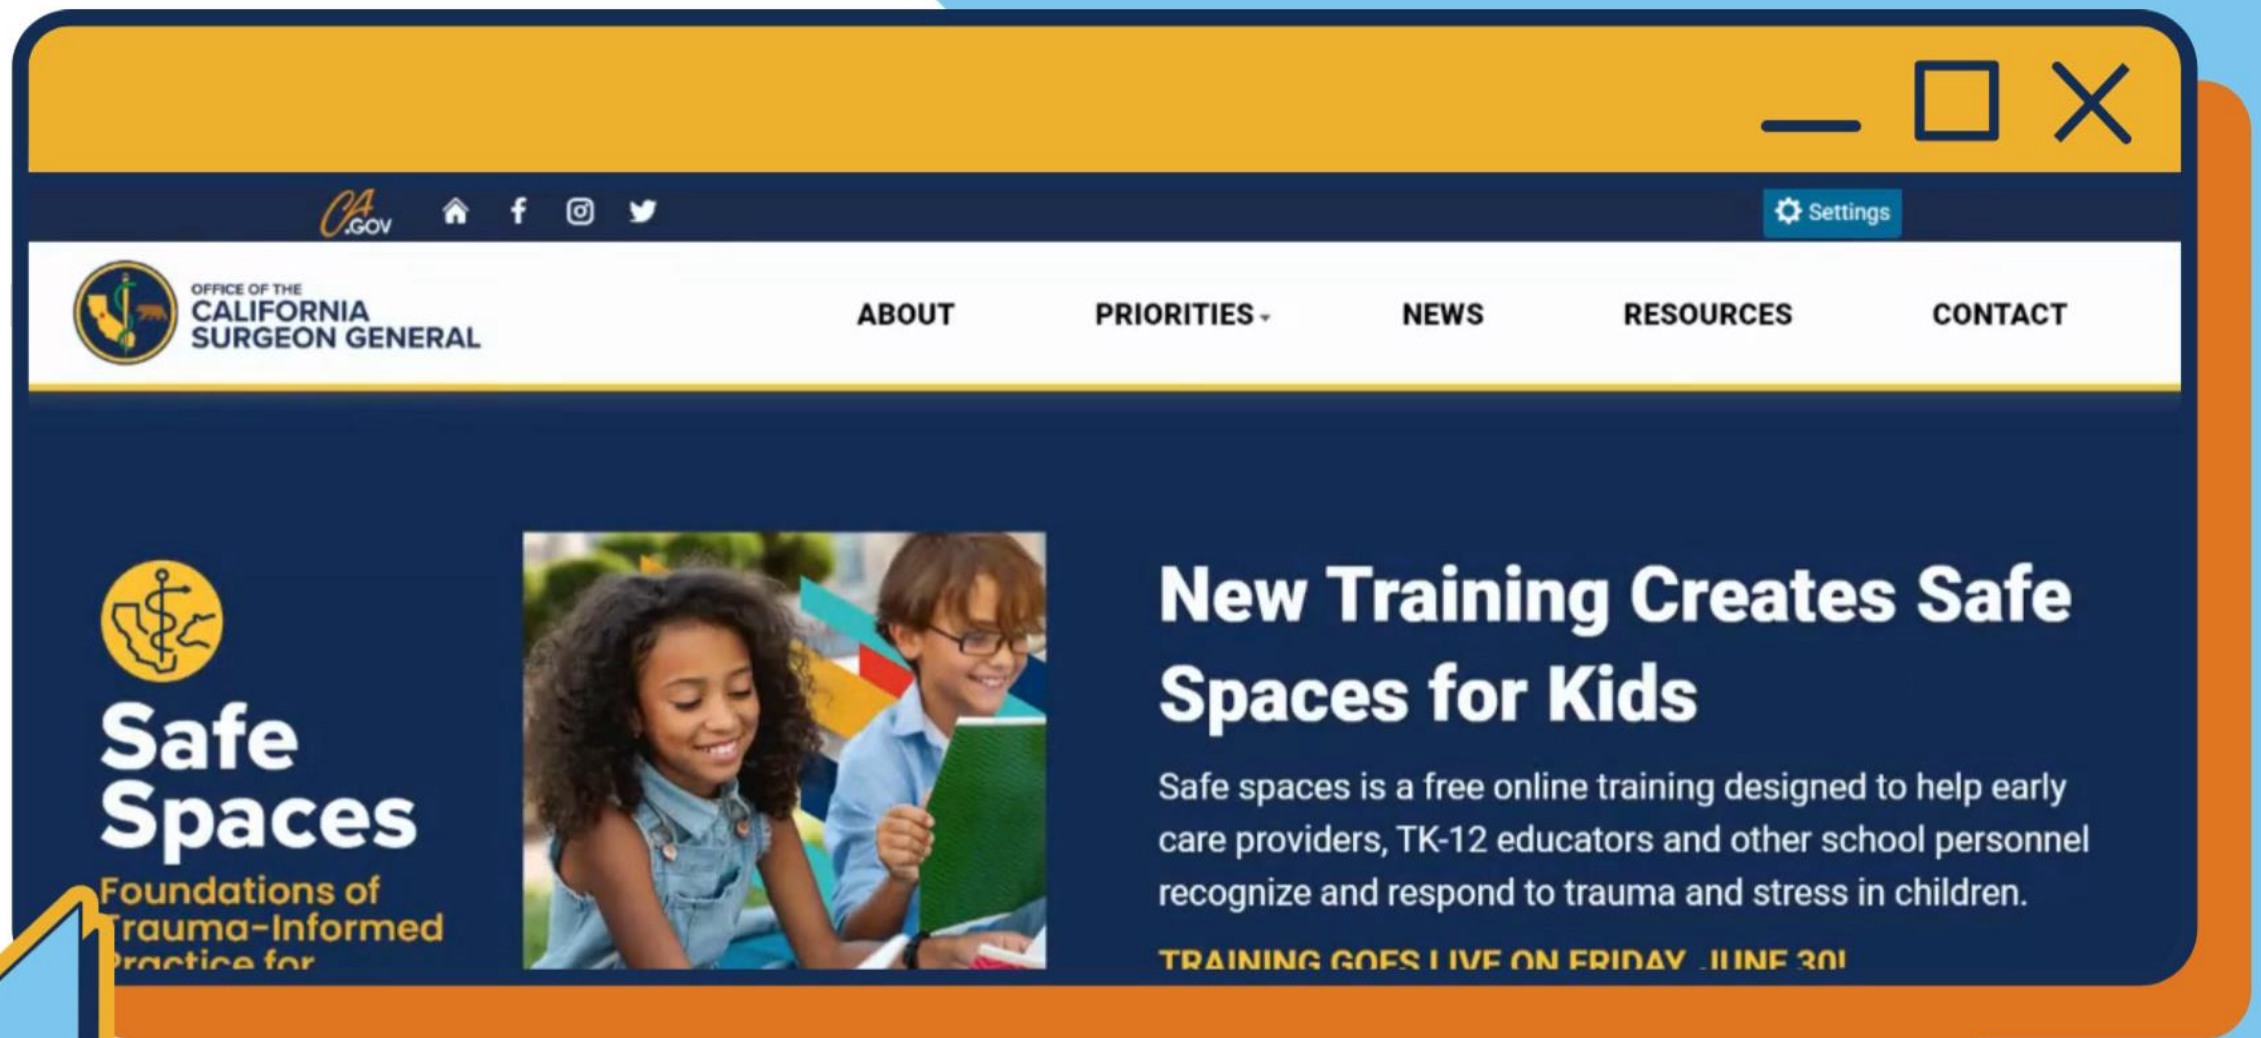 CA.GOV
Settings
OFFICE OF THE
CALIFORNIA
SURGEON GENERAL
ABOUT
PRIORITIES
NEWS
RESOURCES
CONTACT
Safe
Spaces
Foundations of
Trauma-Informed
Practice for
New Training Creates Safe
Spaces for Kids
Safe spaces is a free online training designed to help early
care providers, TK-12 educators and other school personnel
recognize and respond to trauma and stress in children.
TRAINING GOES LIVE ON FRIDAY, JUNE 30!